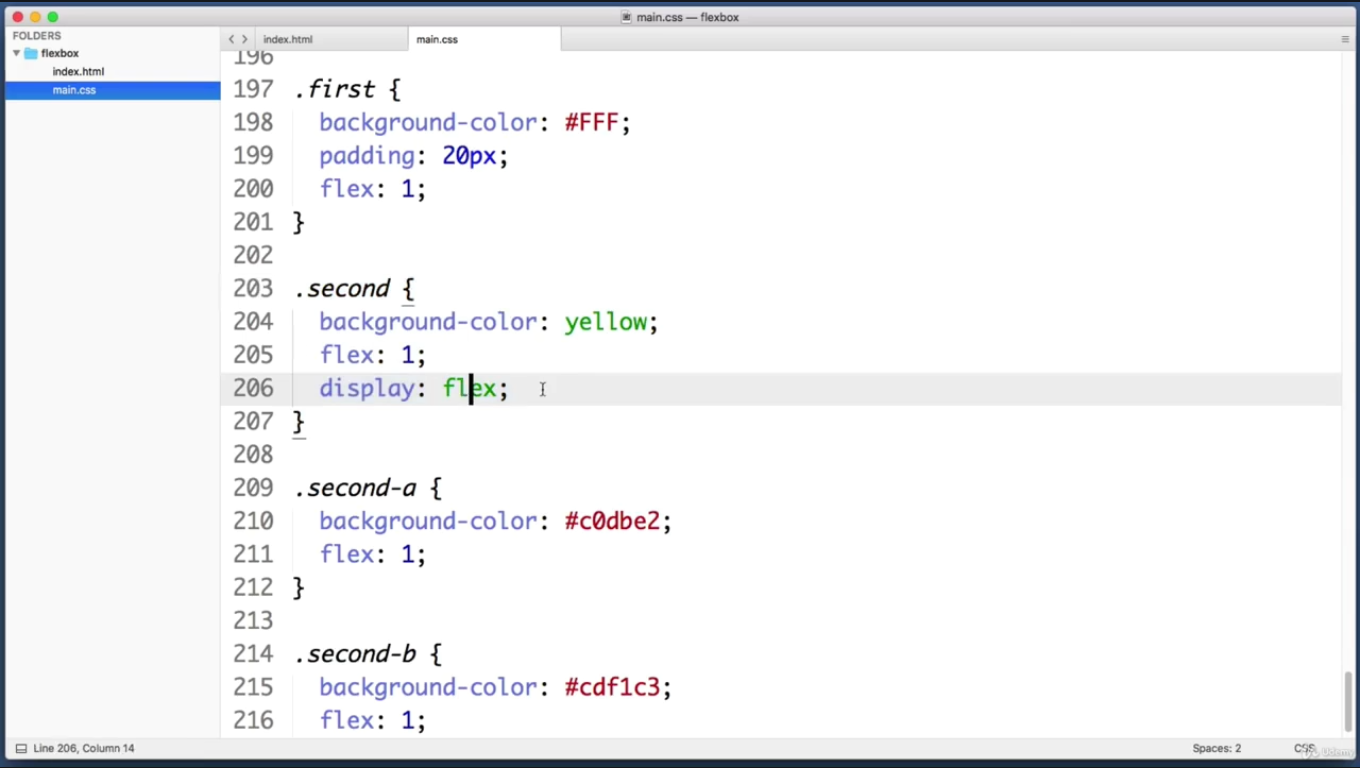 main.css — flexbox
FOLDERS
flexbox
index.html
main.css
index.html
main.css
196
197 .first {
198 background-color: #FFF;
199 padding: 20px;
200 flex: 1;
201 }
202
203 .second {
204 background-color: yellow;
205 flex: 1;
206 display: flex;
207 }
208
209 .second-a {
210 background-color: #c0dbe2;
211 flex: 1;
212 }
213
214 .second-b {
215 background-color: #cdf1c3;
216 flex: 1;
Line 206, Column 14
Spaces: 2
CSS
Udemy